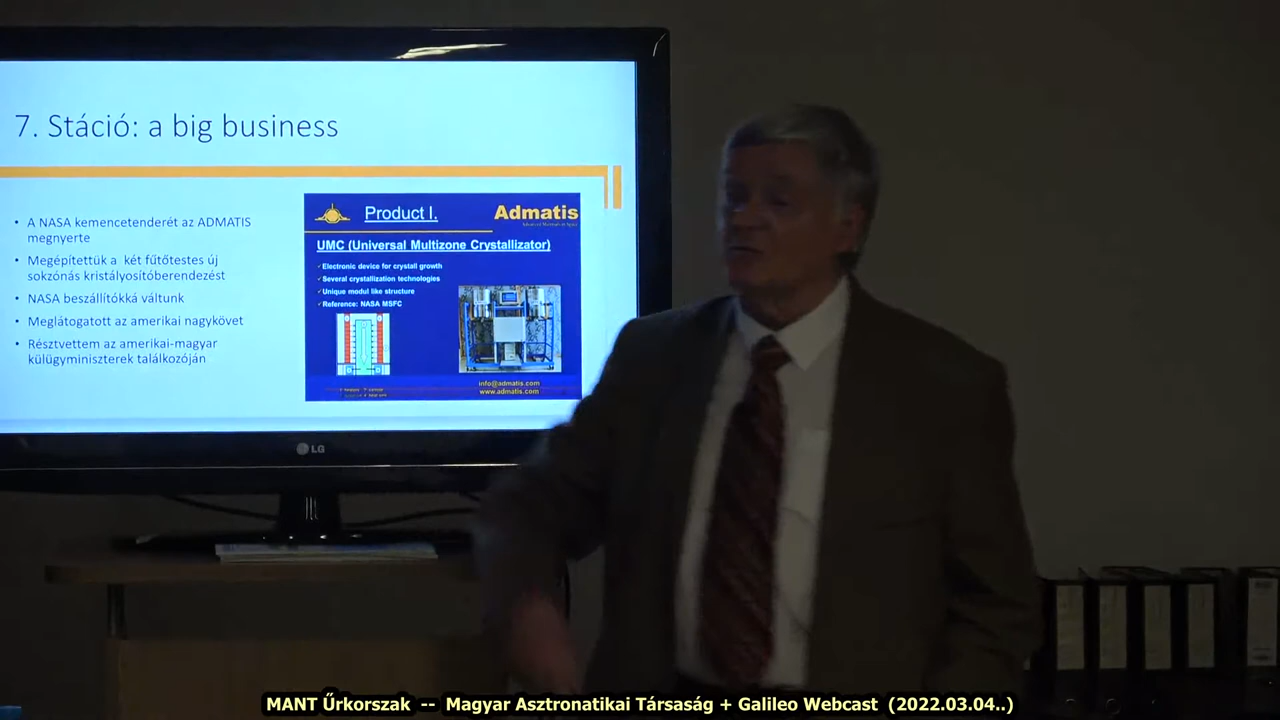 7. Stáció: a big business
• A NASA kemencetenderét az ADMATIS
megnyerte
• Megépítettük a két fűtőtestes új
sokzónás kristályosítóberendezést
• NASA beszállítókká váltunk
• Meglátogatott az amerikai nagykövet
• Résztvettem az amerikai-magyar
külügyminiszterek találkozóján
Product I.
Admatis
UMC (Universal Multizone Crystallizator)
✓Electronic device for crystall growth
✓Several crystallization technologies
✓Unique modul like structure
✓Reference: NASA MSFC
info@admatis.com
www.admatis.com
LG
MANT Űrkorszak -- Magyar Asztronatikai Társaság + Galileo Webcast (2022.03.04..)